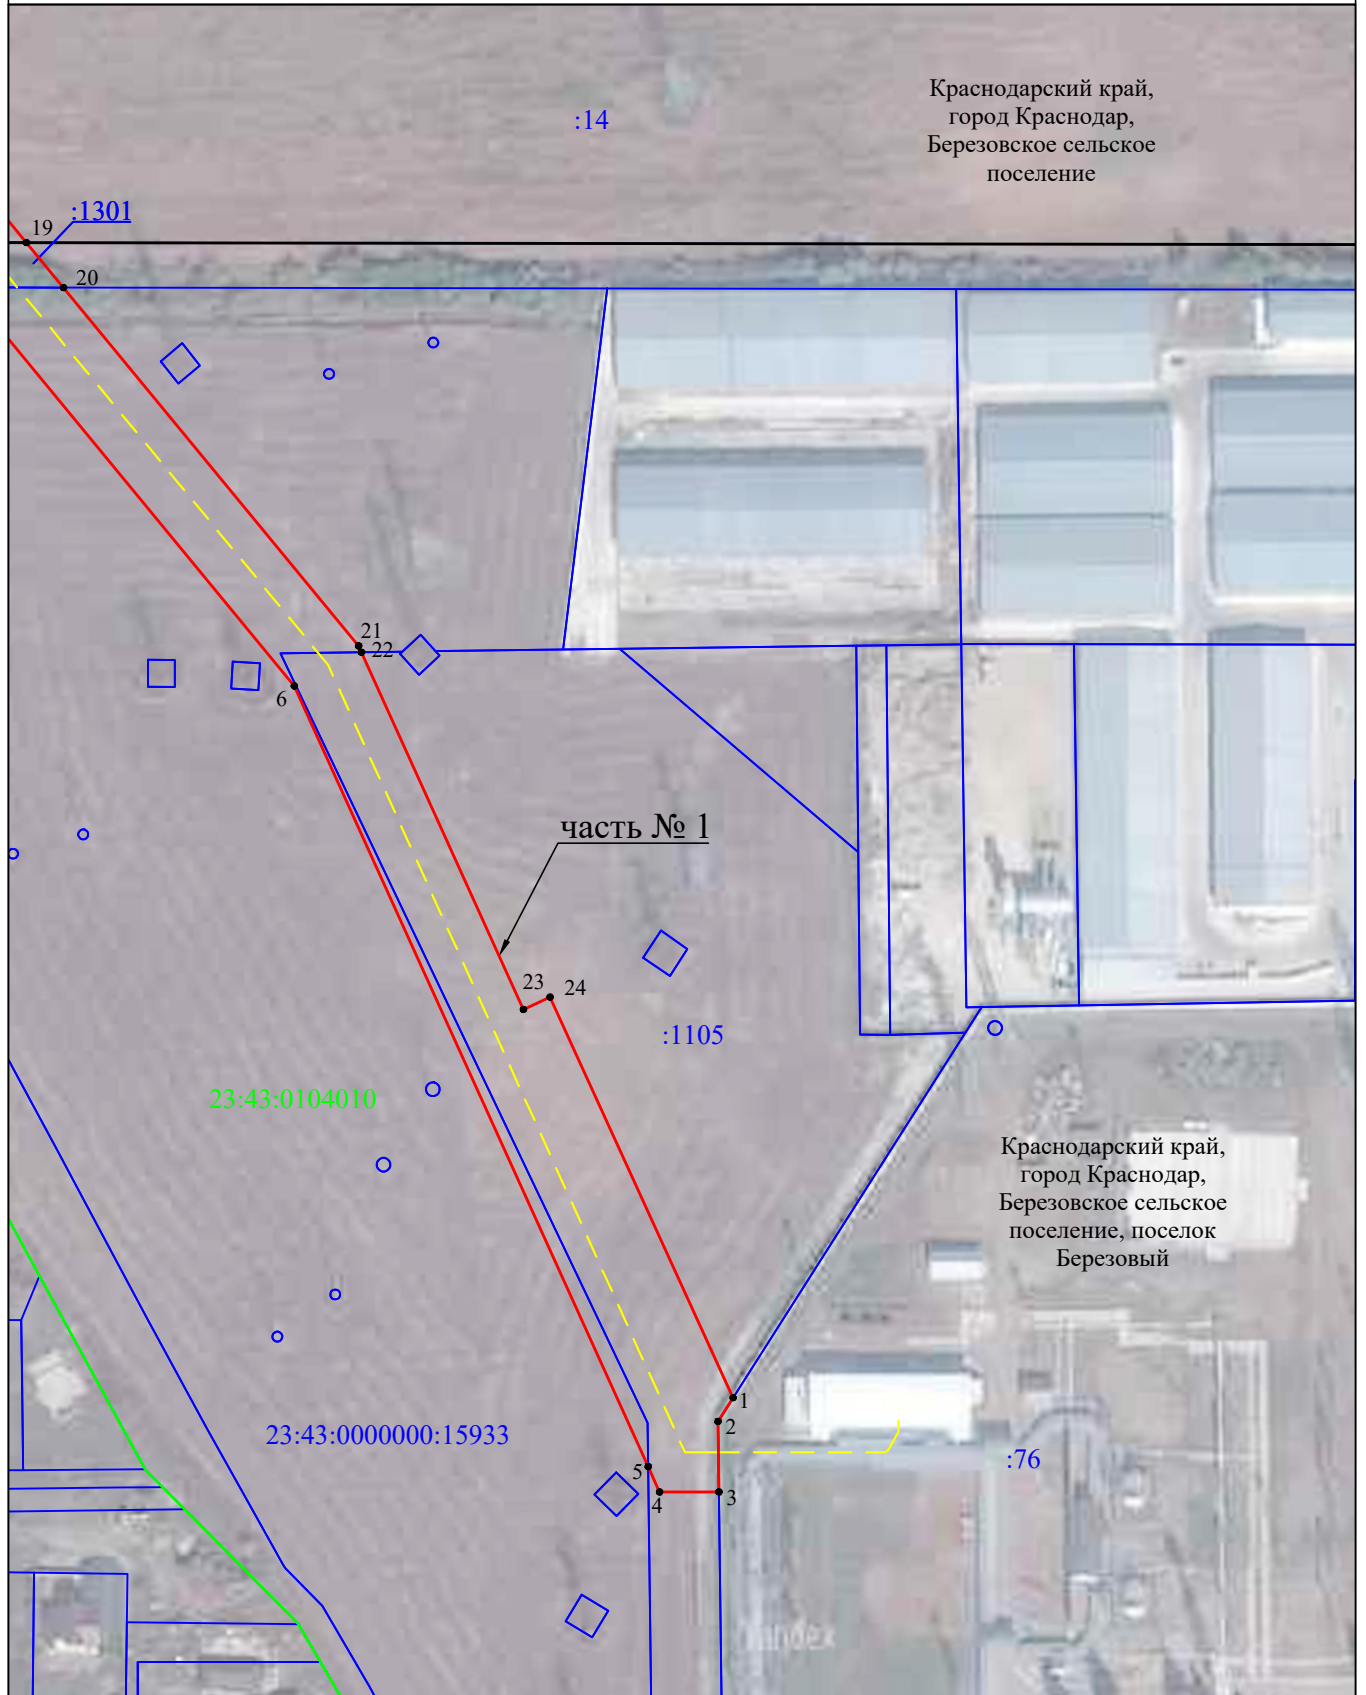 Краснодарский край,
город Краснодар,
Березовское сельское
поселение
:14
:1301
19
20
21
22
6
часть № 1
23
24
:1105
23:43:0104010
Краснодарский край,
город Краснодар,
Березовское сельское
поселение, поселок
Березовый
1
2
23:43:0000000:15933
:76
5
4
3
Yandex